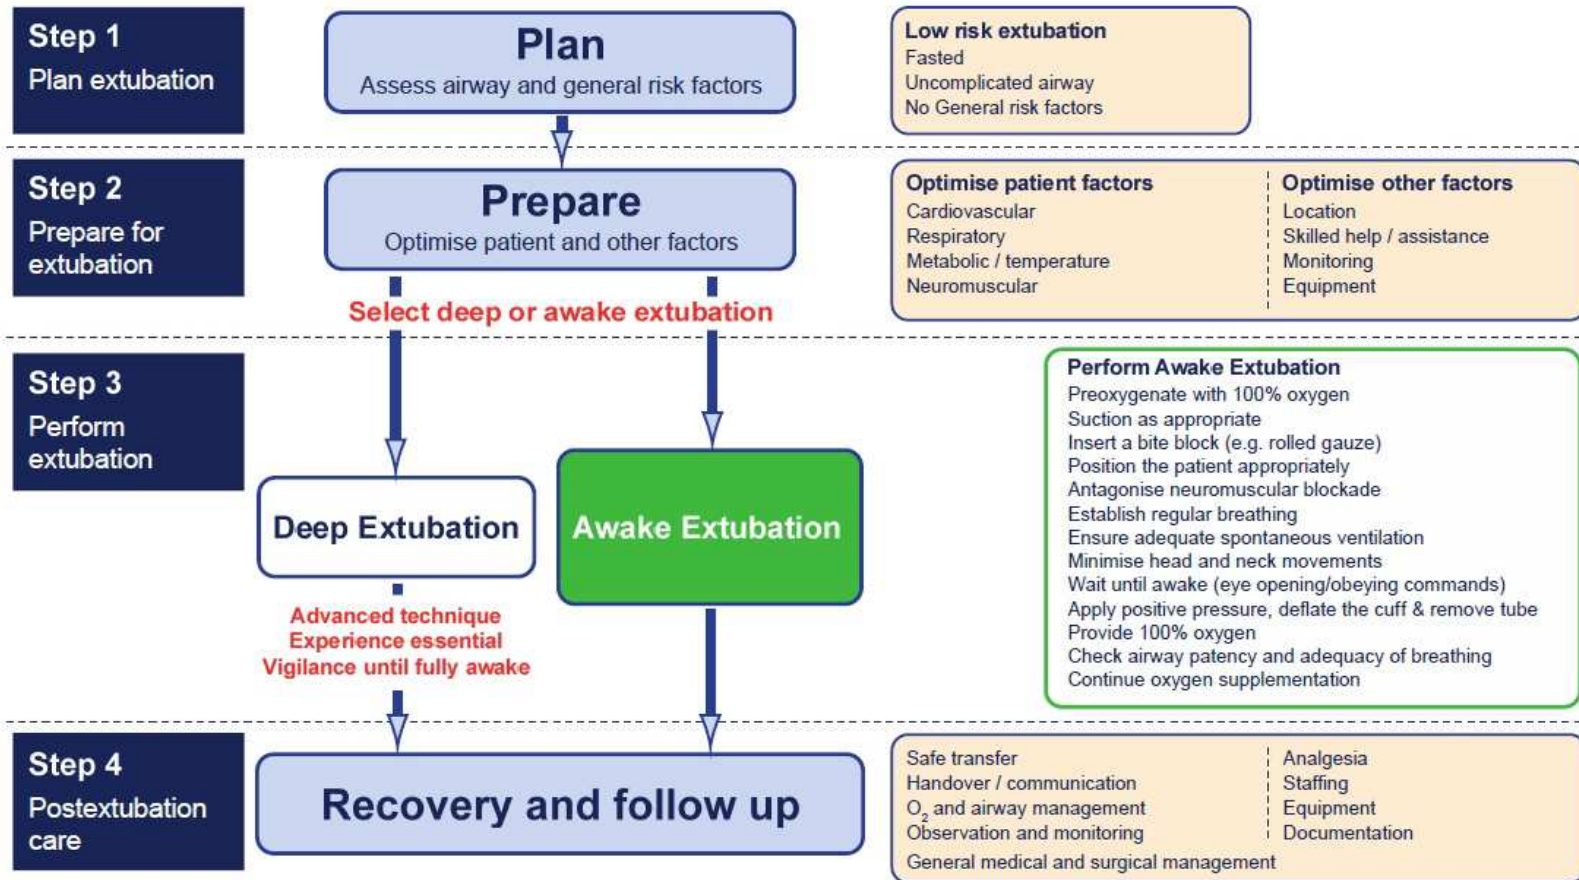 Step 1
Plan extubation
Plan
Assess airway and general risk factors
Low risk extubation
Fasted
Uncomplicated airway
No General risk factors
Step 2
Prepare for
extubation
Prepare
Optimise patient and other factors
Optimise patient factors
Cardiovascular
Respiratory
Metabolic / temperature
Neuromuscular
Optimise other factors
Location
Skilled help / assistance
Monitoring
Equipment
Select deep or awake extubation
Step 3
Perform
extubation
Deep Extubation
Advanced technique
Experience essential
Vigilance until fully awake
Awake Extubation
Perform Awake Extubation
Preoxygenate with 100% oxygen
Suction as appropriate
Insert a bite block (e.g. rolled gauze)
Position the patient appropriately
Antagonise neuromuscular blockade
Establish regular breathing
Ensure adequate spontaneous ventilation
Minimise head and neck movements
Wait until awake (eye opening/obeying commands)
Apply positive pressure, deflate the cuff & remove tube
Provide 100% oxygen
Check airway patency and adequacy of breathing
Continue oxygen supplementation
Step 4
Postextubation
care
Recovery and follow up
Safe transfer
Handover / communication
O₂ and airway management
Observation and monitoring
General medical and surgical management
Analgesia
Staffing
Equipment
Documentation